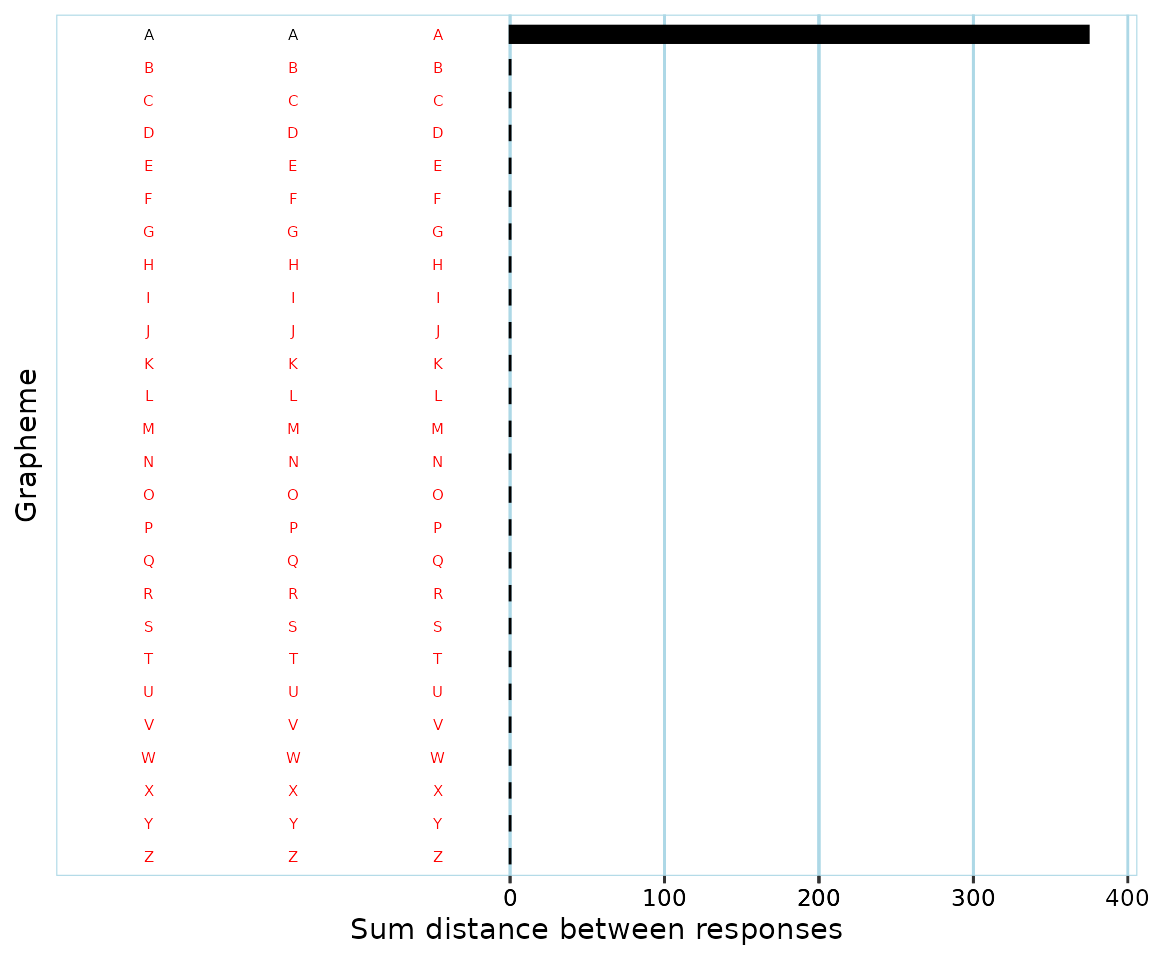 A A A
B B B
C C C
D D D
E E E
F F F
G G G
H H H
I I I
J J J
K K K
L L L
M M M
N N N
O O O
P P P
Q Q Q
R R R
S S S
T T T
U U U
V V V
W W W
X X X
Y Y Y
Z Z Z
Grapheme
0 100 200 300 400
Sum distance between responses